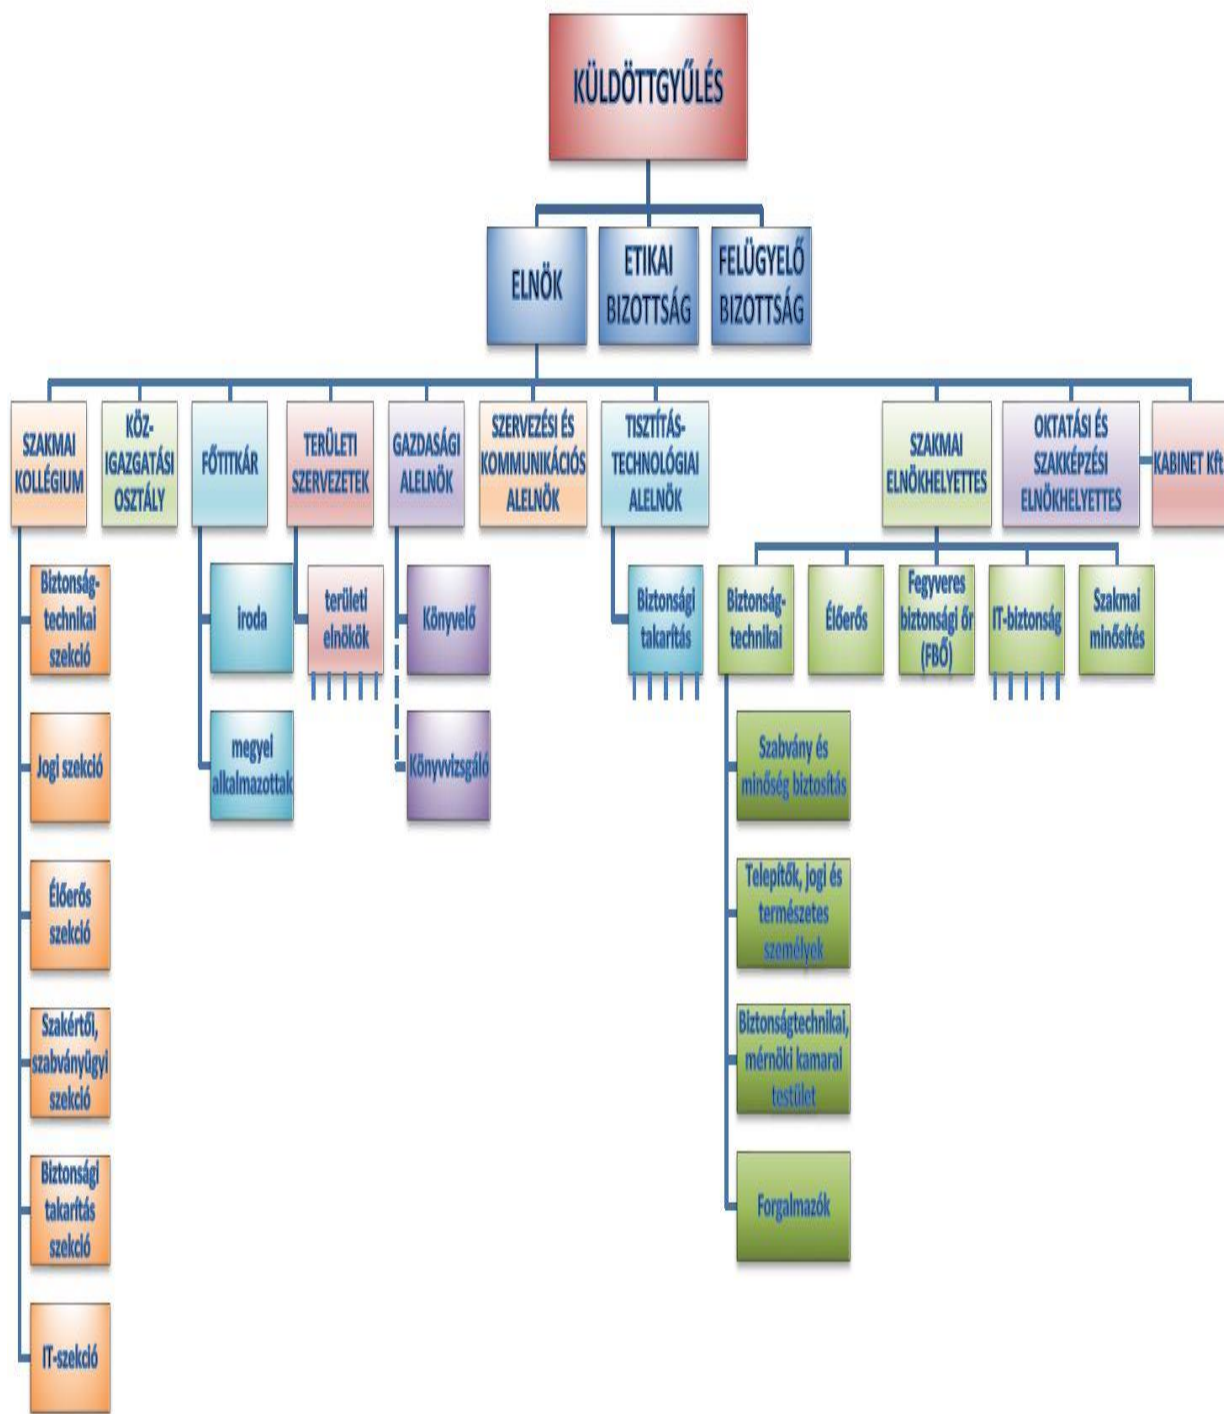 KÜLDÖTTGYŰLÉS
ELNÖK
ETIKAI
BIZOTTSÁG
FELÜGYELŐ
BIZOTTSÁG
SZAKMAI
KOLLÉGIUM
KÖZ-
IGAZGATÁSI
OSZTÁLY
FŐTITKÁR
TERÜLETI
SZERVEZETEK
GAZDASÁGI
ALELNÖK
SZERVEZÉSI ÉS
KOMMUNIKÁCIÓS
ALELNÖK
TISZTÍTÁS-
TECHNOLÓGIAI
ALELNÖK
SZAKMAI
ELNÖKHELYETTES
OKTATÁSI ÉS
SZAKKÉPZÉSI
ELNÖKHELYETTES
KABINET Kft
Biztonság-
technikai
szekció
Jogi szekció
Élőerős
szekció
Szakértői,
szabványügyi
szekció
Biztonsági
takarítás
szekció
IT-szekció
iroda
megyei
alkalmazottak
területi
elnökök
Könyvelő
Könyvvizsgáló
Biztonsági
takarítás
Biztonság-
technikai
Élőerős
Fegyveres
biztonsági őr
(FBŐ)
IT-biztonság
Szakmai
minősítés
Szabvány és
minőség biztosítás
Telepítők, jogi és
természetes
személyek
Biztonságtechnikai,
mérnöki kamarai
testület
Forgalmazók